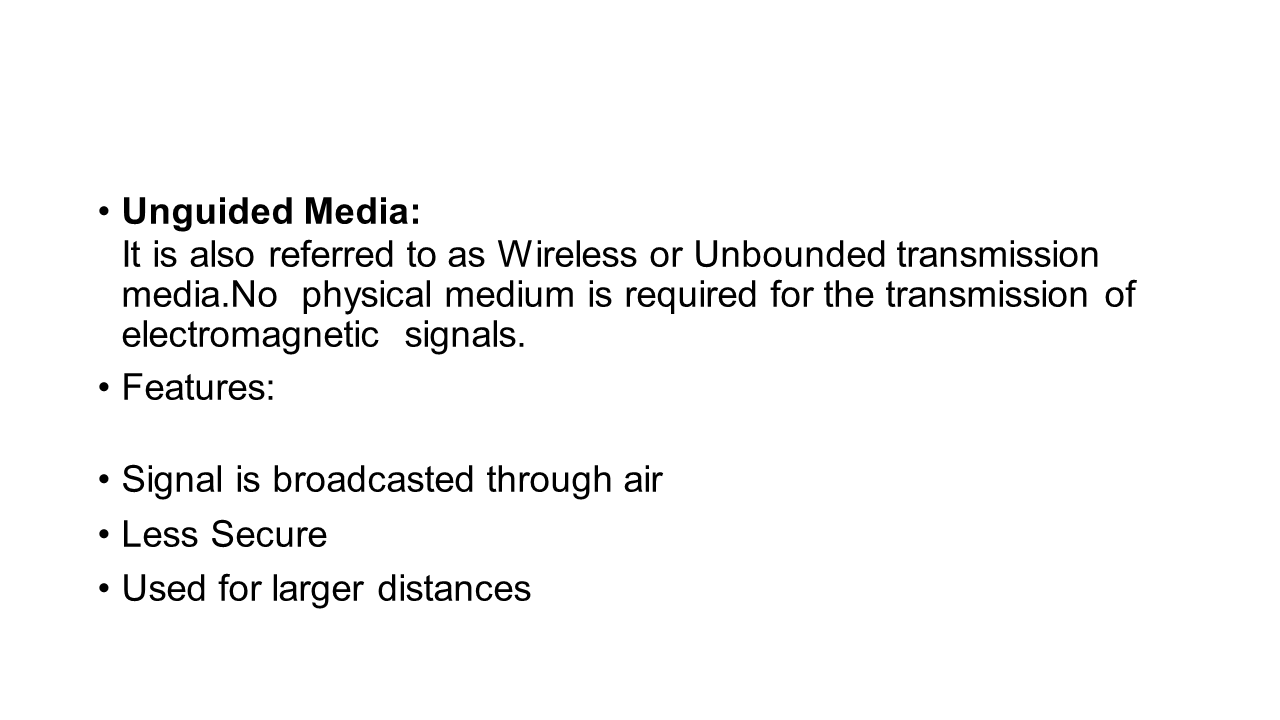 • Unguided Media:
It is also referred to as Wireless or Unbounded transmission
media.No  physical medium is required for the transmission of
electromagnetic  signals.
• Features:
• Signal is broadcasted through air
• Less Secure
• Used for larger distances